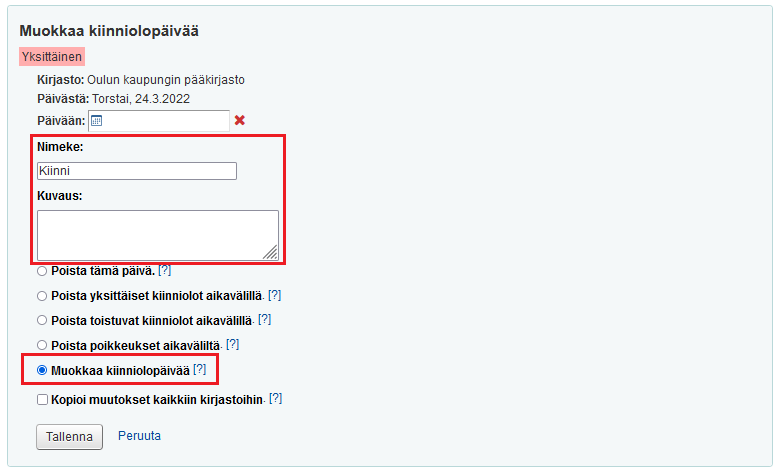 Muokkaa kiinniolopäivää
Yksittäinen
Kirjasto: Oulun kaupungin pääkirjasto
Päivästä: Torstai, 24.3.2022
Päivään:
Nimeke:
Kiinni
Kuvaus:
Poista tämä päivä. [?]
Poista yksittäiset kiinniolot aikavälillä. [?]
Poista toistuvat kiinniolot aikavälillä. [?]
Poista poikkeukset aikaväliltä. [?]
Muokkaa kiinniolopäivää [?]
Kopioi muutokset kaikkiin kirjastoihin. [?]
Tallenna Peruuta